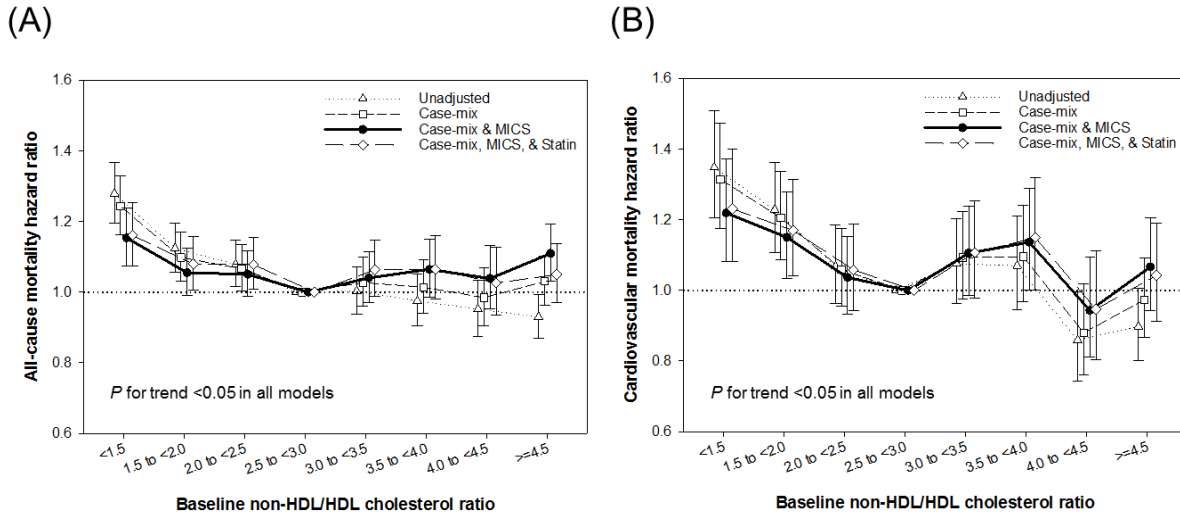 (A)
All-cause mortality hazard ratio
1.6
1.4
1.2
1.0
0.8
0.6
Unadjusted
Case-mix
Case-mix & MICS
Case-mix, MICS, & Statin
P for trend <0.05 in all models
<1.5
1.5 to <2.0
2.0 to <2.5
2.5 to <3.0
3.0 to <3.5
3.5 to <4.0
4.0 to <4.5
>=4.5
Baseline non-HDL/HDL cholesterol ratio
(B)
Cardiovascular mortality hazard ratio
1.6
1.4
1.2
1.0
0.8
0.6
Unadjusted
Case-mix
Case-mix & MICS
Case-mix, MICS, & Statin
P for trend <0.05 in all models
<1.5
1.5 to <2.0
2.0 to <2.5
2.5 to <3.0
3.0 to <3.5
3.5 to <4.0
4.0 to <4.5
>=4.5
Baseline non-HDL/HDL cholesterol ratio